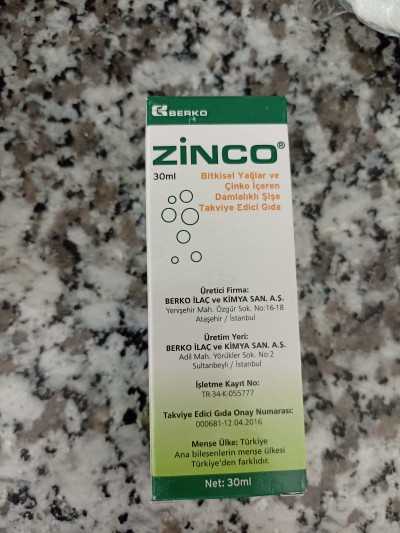 BERKO
ZİNCO®
30ml
Bitkisel Yağlar ve
Çinko İçeren
Damlalıklı Şişe
Takviye Edici Gıda
Üretici Firma:
BERKO İLAÇ ve KİMYA SAN. A.Ş.
Yenişehir Mah. Özgür Sok. No:16-18
Ataşehir / İstanbul
Üretim Yeri:
BERKO İLAÇ ve KİMYA SAN. A.Ş.
Adil Mah. Yörükler Sok. No:2
Sultanbeyli / İstanbul
İşletme Kayıt No:
TR-34-K-055777
Takviye Edici Gıda Onay Numarası:
000681-12.04.2016
Menşe Ülke: Türkiye
Ana bileşenlerin menşe ülkesi
Türkiye'den farklıdır.
Net: 30ml